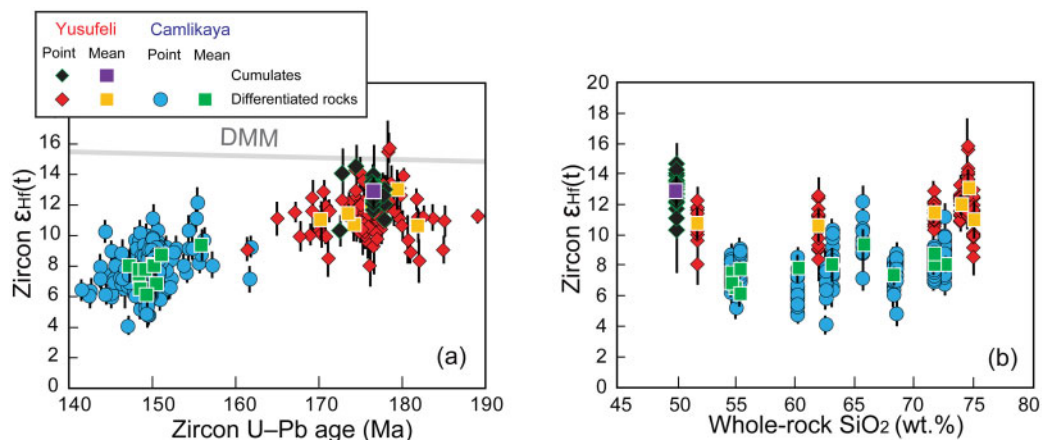 Yusufeli Camlikaya
Point Mean Point Mean
Cumulates
Differentiated rocks
DMM
16
14
12
10
8
6
4
2
0
140 150 160 170 180 190
Zircon εHf(t)
Zircon U–Pb age (Ma)
(a)
20
18
16
14
12
10
8
6
4
2
0
45 50 55 60 65 70 75 80
Zircon εHf(t)
Whole-rock SiO2 (wt.%)
(b)